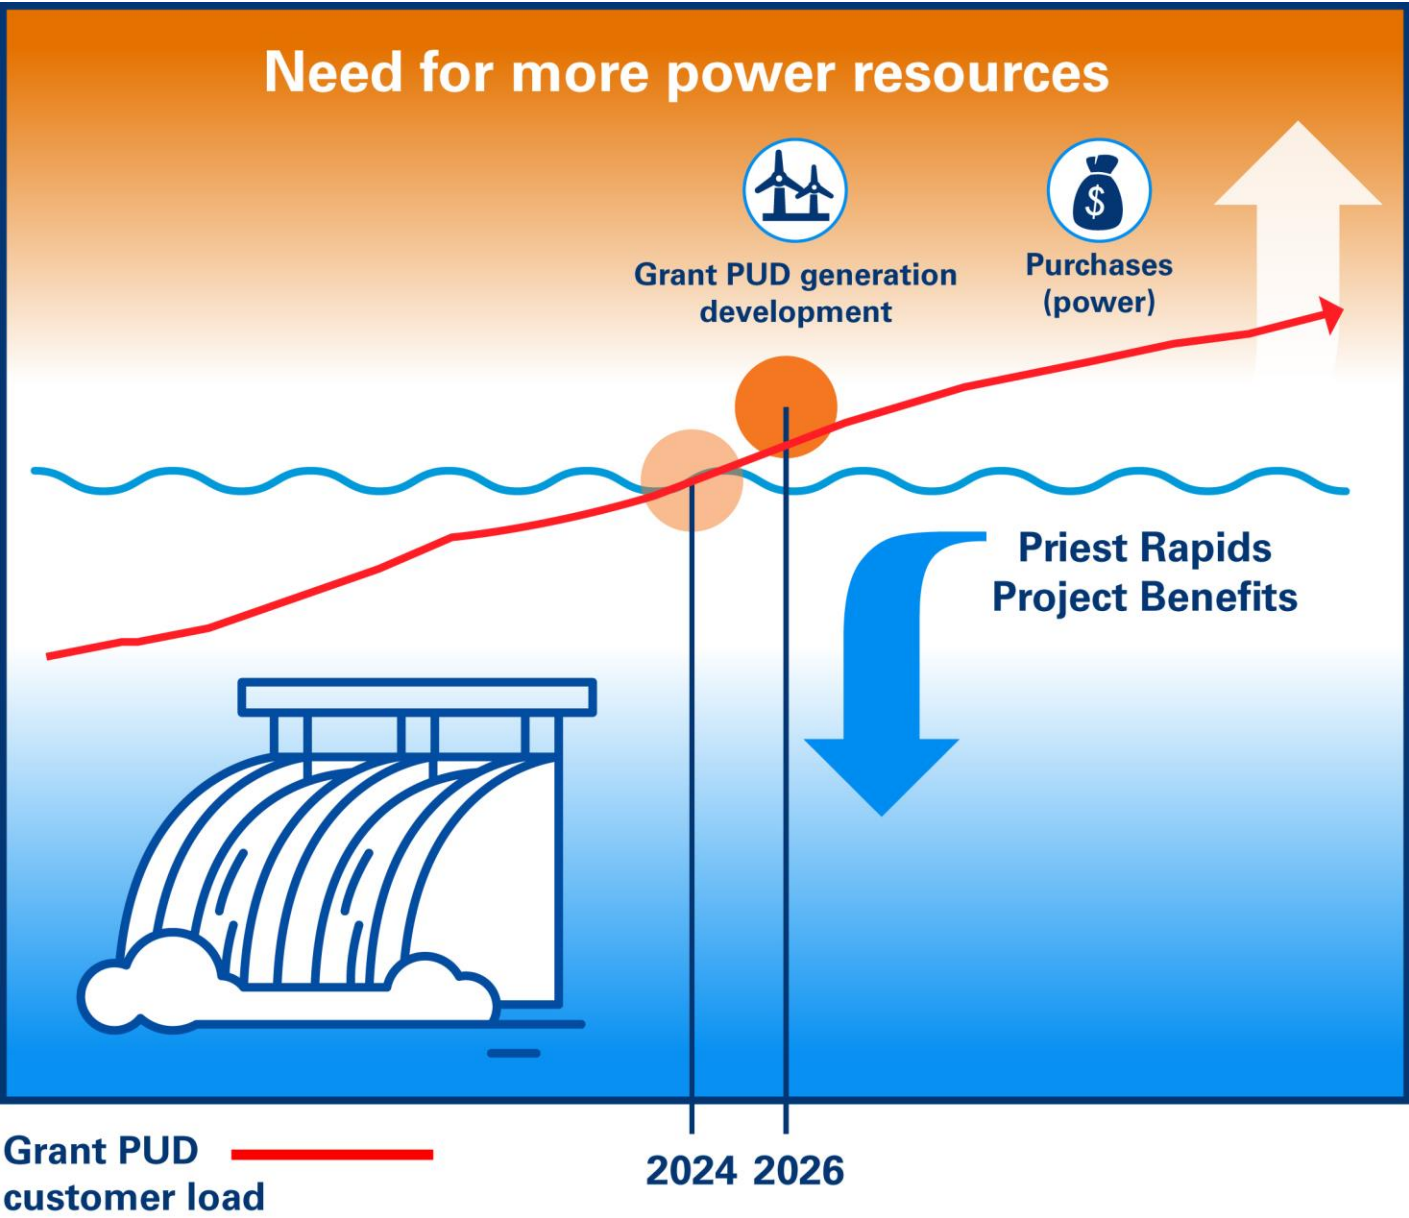 Need for more power resources
$
Grant PUD generation
development
Purchases
(power)
Priest Rapids
Project Benefits
Grant PUD
customer load
2024 2026